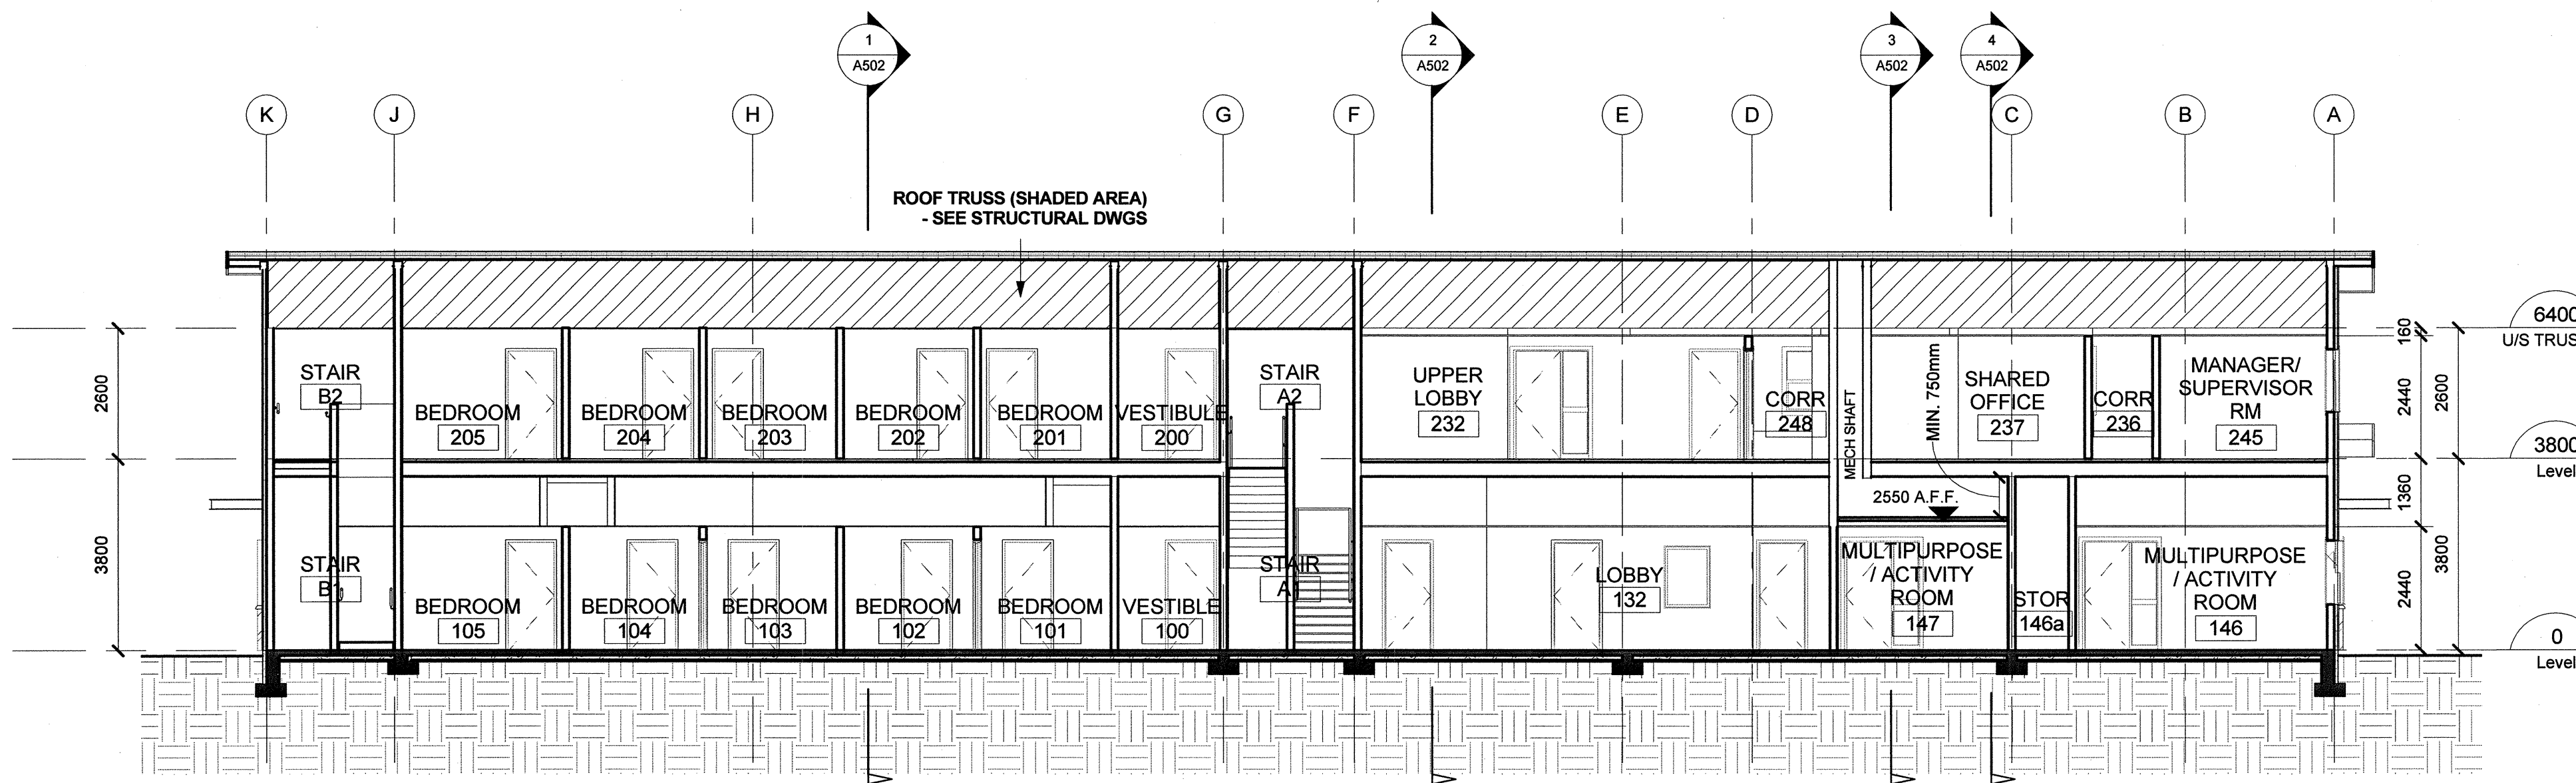 1
A502
2
A502
3
A502
4
A502
K
J
H
G
F
E
D
C
B
A
ROOF TRUSS (SHADED AREA)
- SEE STRUCTURAL DWGS
6400
U/S TRUS
160
2600
2440
2600
STAIR
B2
BEDROOM
205
BEDROOM
204
BEDROOM
203
BEDROOM
202
BEDROOM
201
VESTIBULE
200
STAIR
A2
UPPER
LOBBY
232
CORR
248
MECH SHAFT
MIN. 750mm
SHARED
OFFICE
237
CORR
236
MANAGER/
SUPERVISOR
RM
245
3800
Level
1360
2550 A.F.F.
3800
2440
3800
STAIR
B1
BEDROOM
105
BEDROOM
104
BEDROOM
103
BEDROOM
102
BEDROOM
101
VESTIBLE
100
STAIR
A1
LOBBY
132
MULTIPURPOSE
/ ACTIVITY
ROOM
147
STOR
146a
MULTIPURPOSE
/ ACTIVITY
ROOM
146
0
Level